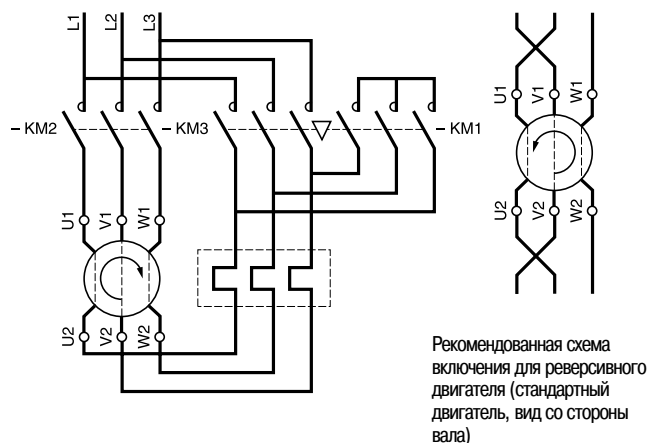 L1 L2 L3
– KM2 – KM3 – KM1
U1 V1 W1
U1 V1 W1
U2 V2 W2
U2 V2 W2
Рекомендованная схема
включения для реверсивного
двигателя (стандартный
двигатель, вид со стороны
вала)